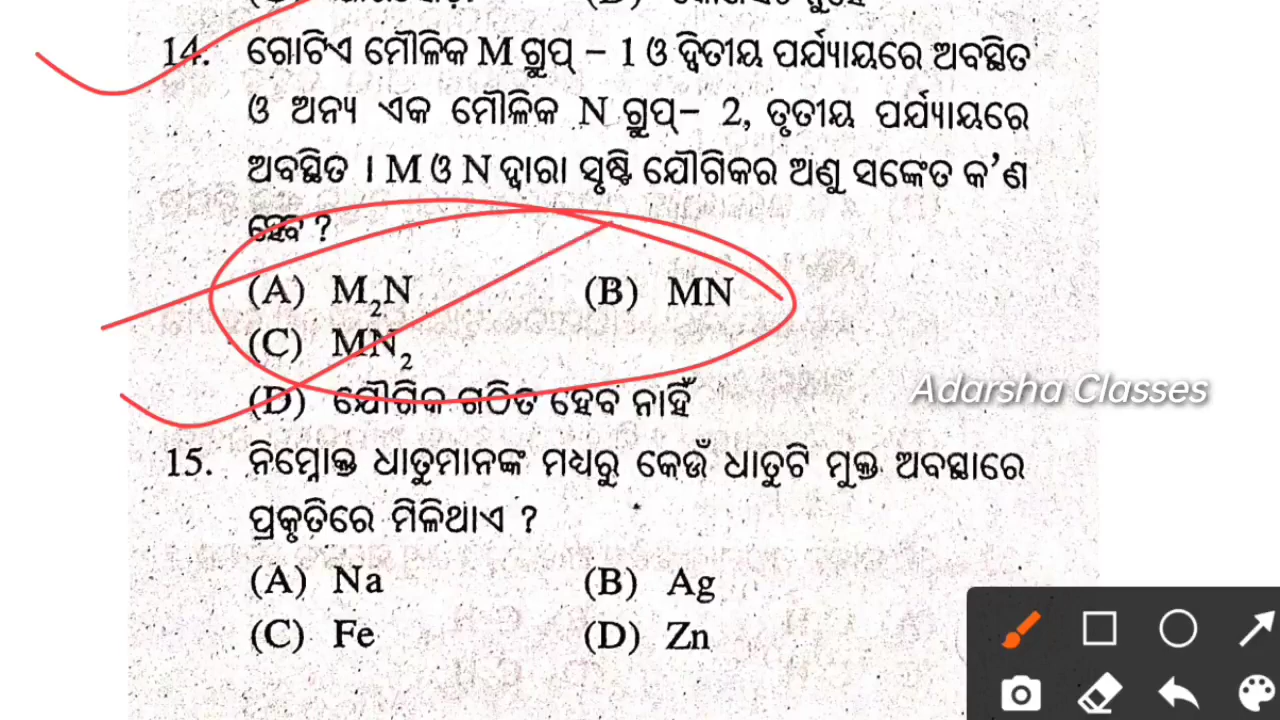 14. ଗୋଟିଏ ମୌଳିକ M ଗ୍ରୁପ୍ – 1 ଓ ଦ୍ୱିତୀୟ ପର୍ଯ୍ୟାୟରେ ଅବସ୍ଥିତ
ଓ ଅନ୍ୟ ଏକ ମୌଳିକ N ଗ୍ରୁପ୍– 2, ତୃତୀୟ ପର୍ଯ୍ୟାୟରେ
ଅବସ୍ଥିତ । M ଓ N ଦ୍ୱାରା ସୃଷ୍ଟି ଯୌଗିକର ଅଣୁ ସଙ୍କେତ କ'ଣ
ହେବ ?
(A) M₂N (B) MN
(C) MN₂
(D) ଯୌଗିକ ଗଠିତ ହେବ ନାହିଁ
Adarsha Classes
15. ନିମ୍ନୋକ୍ତ ଧାତୁମାନଙ୍କ ମଧ୍ୟରୁ କେଉଁ ଧାତୁଟି ମୁକ୍ତ ଅବସ୍ଥାରେ
ପ୍ରକୃତିରେ ମିଳିଥାଏ ?
(A) Na (B) Ag
(C) Fe (D) Zn